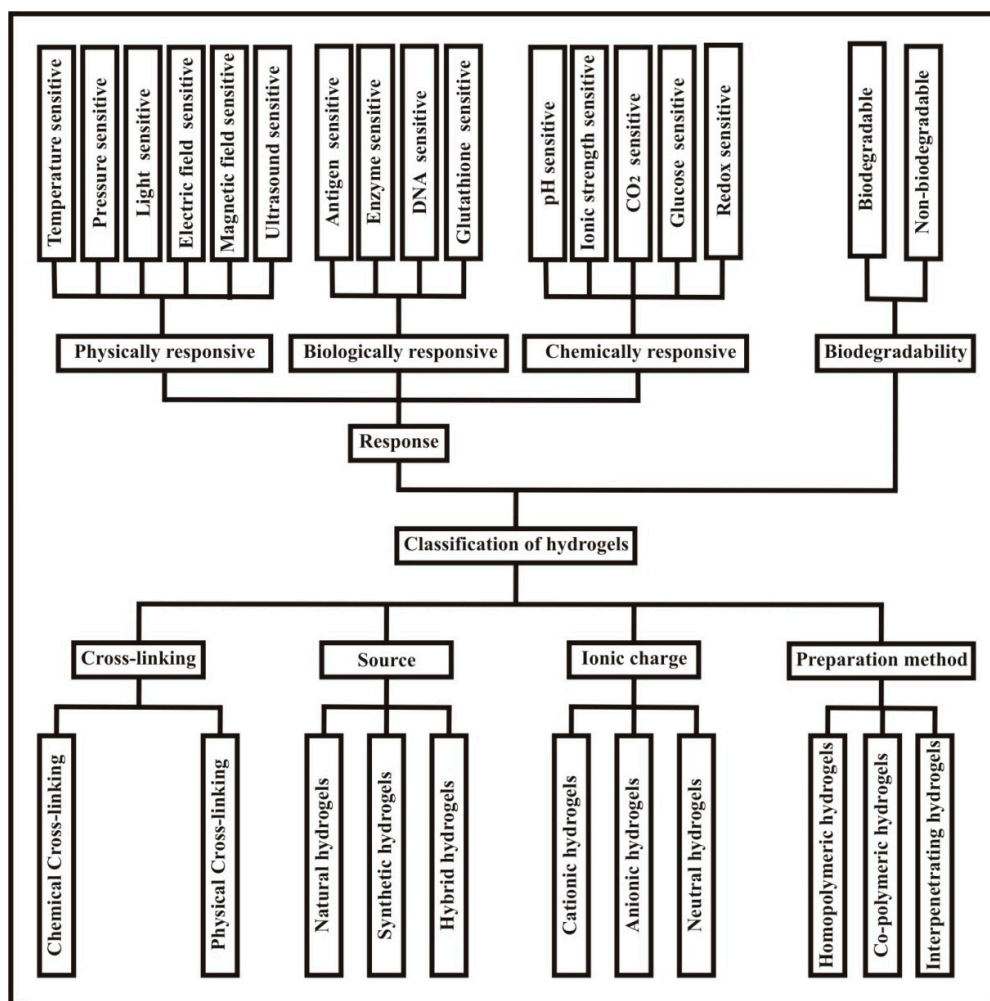 Temperature sensitive
Pressure sensitive
Light sensitive
Electric field sensitive
Magnetic field sensitive
Ultrasound sensitive
Antigen sensitive
Enzyme sensitive
DNA sensitive
Glutathione sensitive
pH sensitive
Ionic strength sensitive
CO2 sensitive
Glucose sensitive
Redox sensitive
Biodegradable
Non-biodegradable
Physically responsive
Biologically responsive
Chemically responsive
Biodegradability
Response
Classification of hydrogels
Cross-linking
Source
Ionic charge
Preparation method
Chemical Cross-linking
Physical Cross-linking
Natural hydrogels
Synthetic hydrogels
Hybrid hydrogels
Cationic hydrogels
Anionic hydrogels
Neutral hydrogels
Homopolymeric hydrogels
Co-polymeric hydrogels
Interpenetrating hydrogels